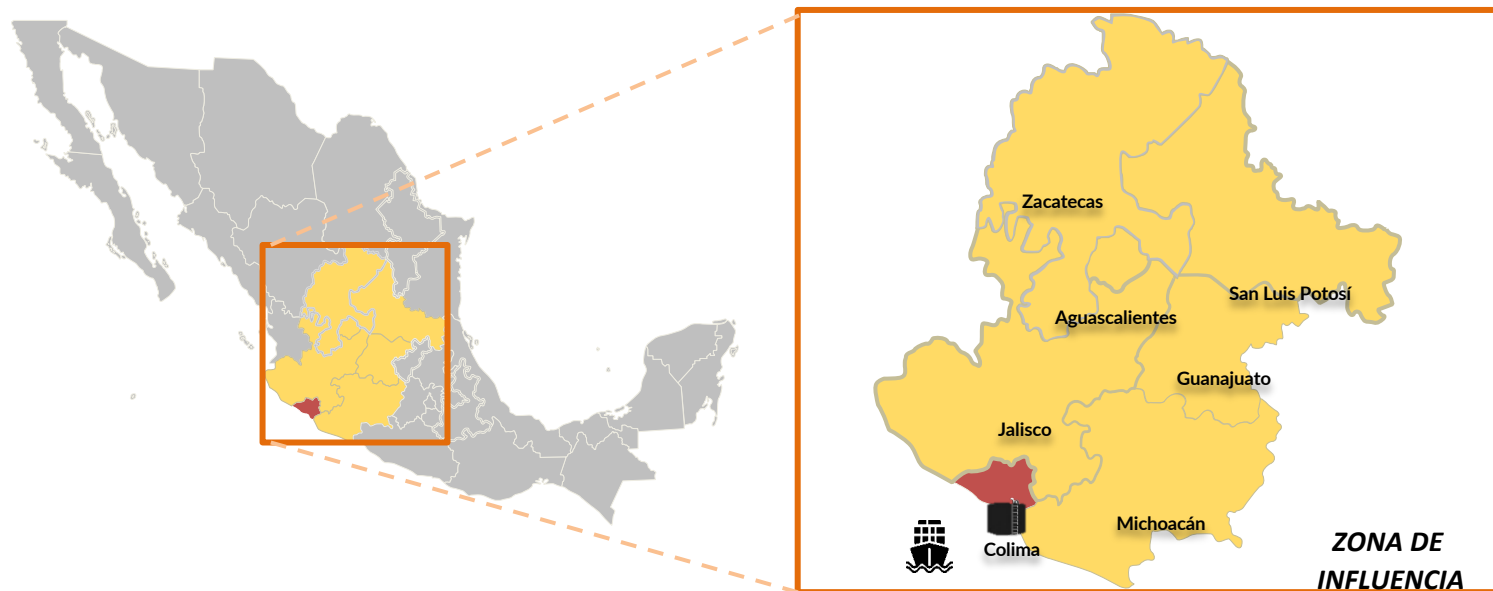 Zacatecas
San Luis Potosí
Aguascalientes
Guanajuato
Jalisco
Michoacán
Colima
ZONA DE
INFLUENCIA